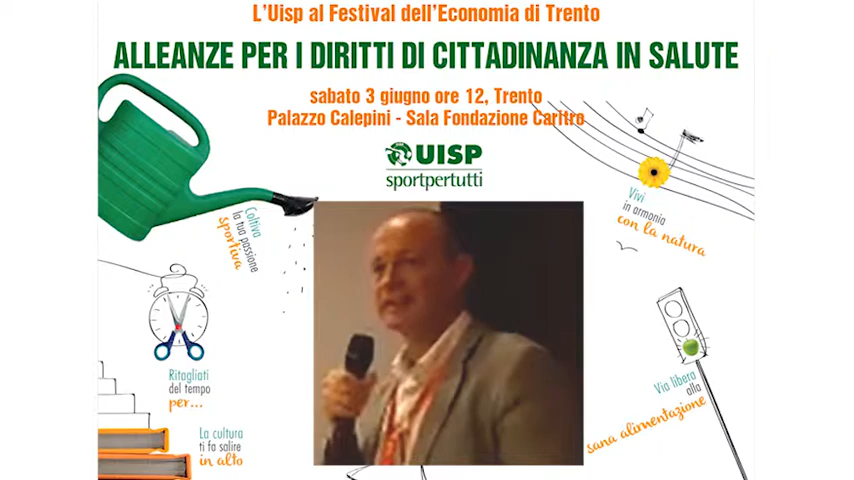 L'Uisp al Festival dell'Economia di Trento
ALLEANZE PER I DIRITTI DI CITTADINANZA IN SALUTE
sabato 3 giugno ore 12, Trento
Palazzo Calepini - Sala Fondazione Caritro
UISP
sportpertutti
Coltiva
la tua passione
sportiva
Vivi
in armonia
con la natura
Ritagliati
del tempo
per...
Via libera
alla
sana alimentazione
La cultura
ti fa salire
in alto